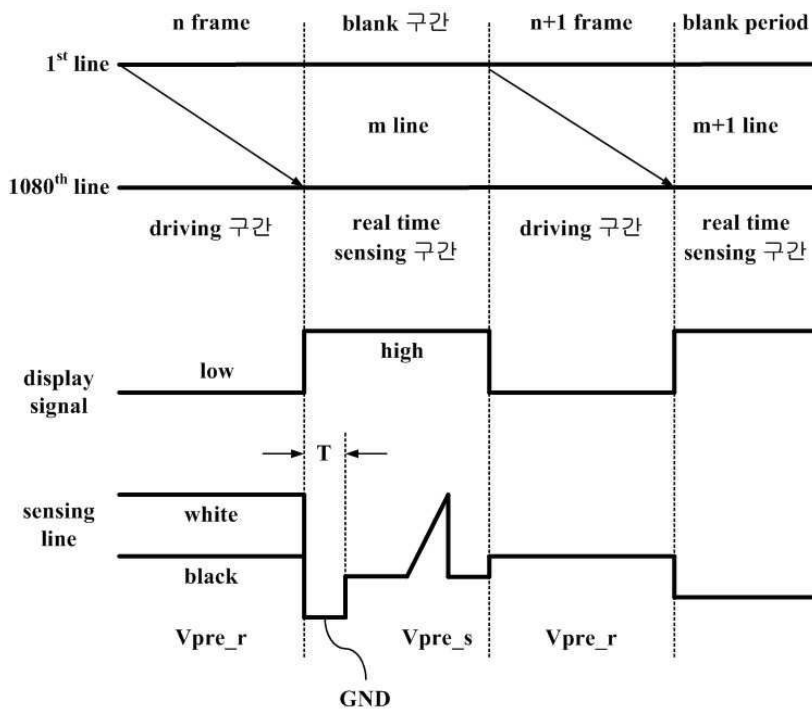 n frame blank 구간 n+1 frame blank period
1st line
m line m+1 line
1080th line
driving 구간 real time sensing 구간 driving 구간 real time sensing 구간
display signal
low high
T
sensing line
white
black
Vpre_r Vpre_s Vpre_r
GND